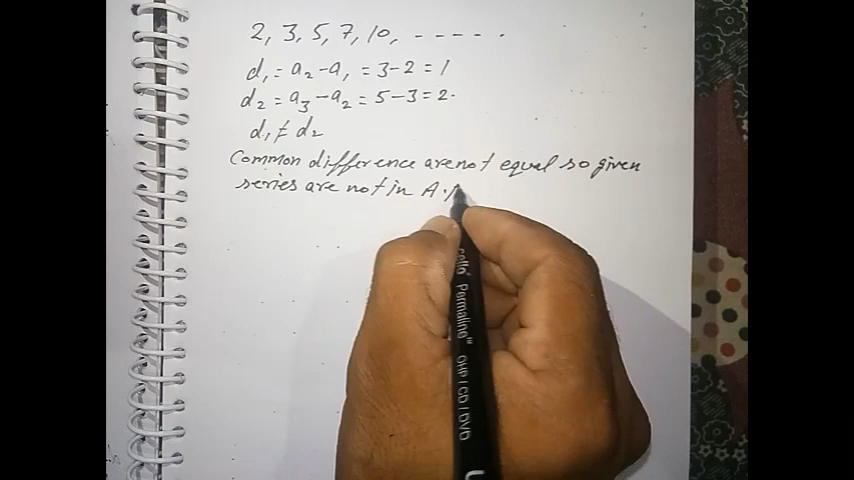 2, 3, 5, 7, 10, - - - - - .
d₁ = a₂ - a₁ = 3 - 2 = 1
d₂ = a₃ - a₂ = 5 - 3 = 2.
d₁ ≠ d₂
Common difference are not equal so given
series are not in A.P
cello Permaline™ OHP / CD / DVD